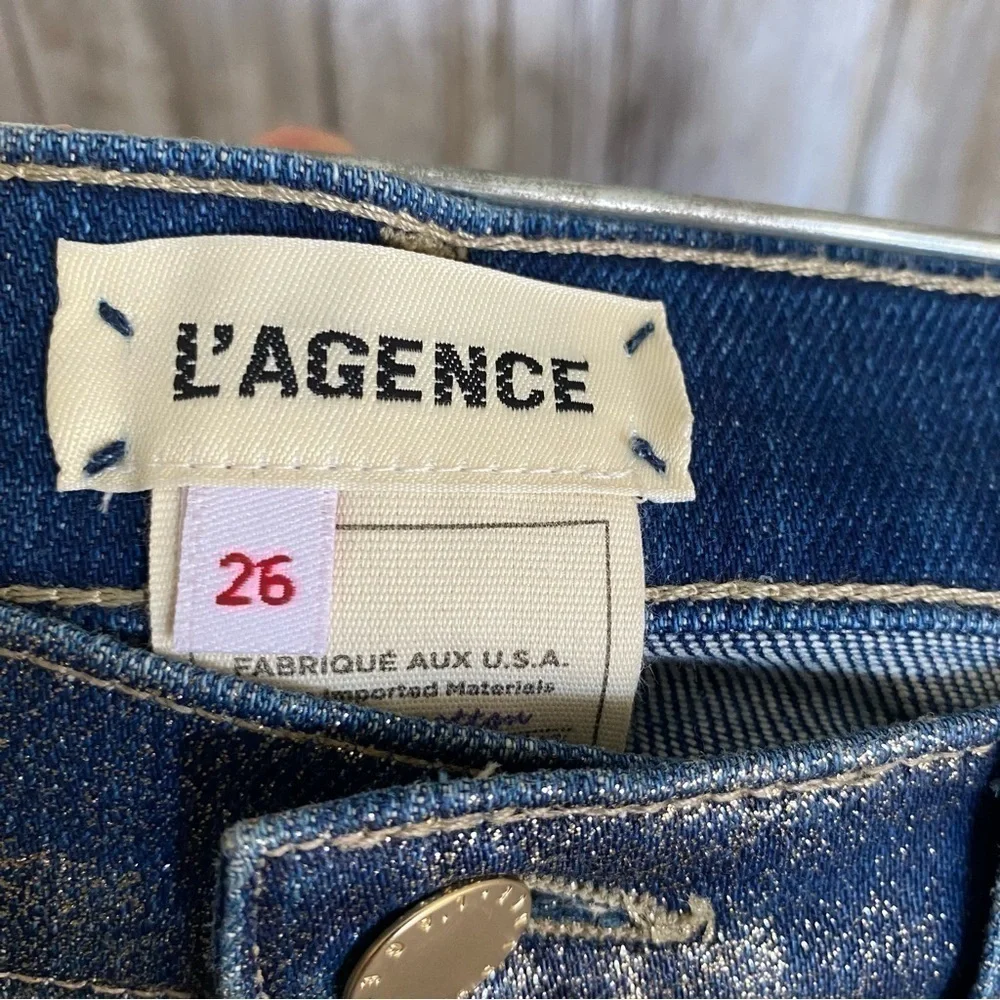 L'AGENCE
26
FABRIQUÉ AUX U.S.A.
Imported Materials